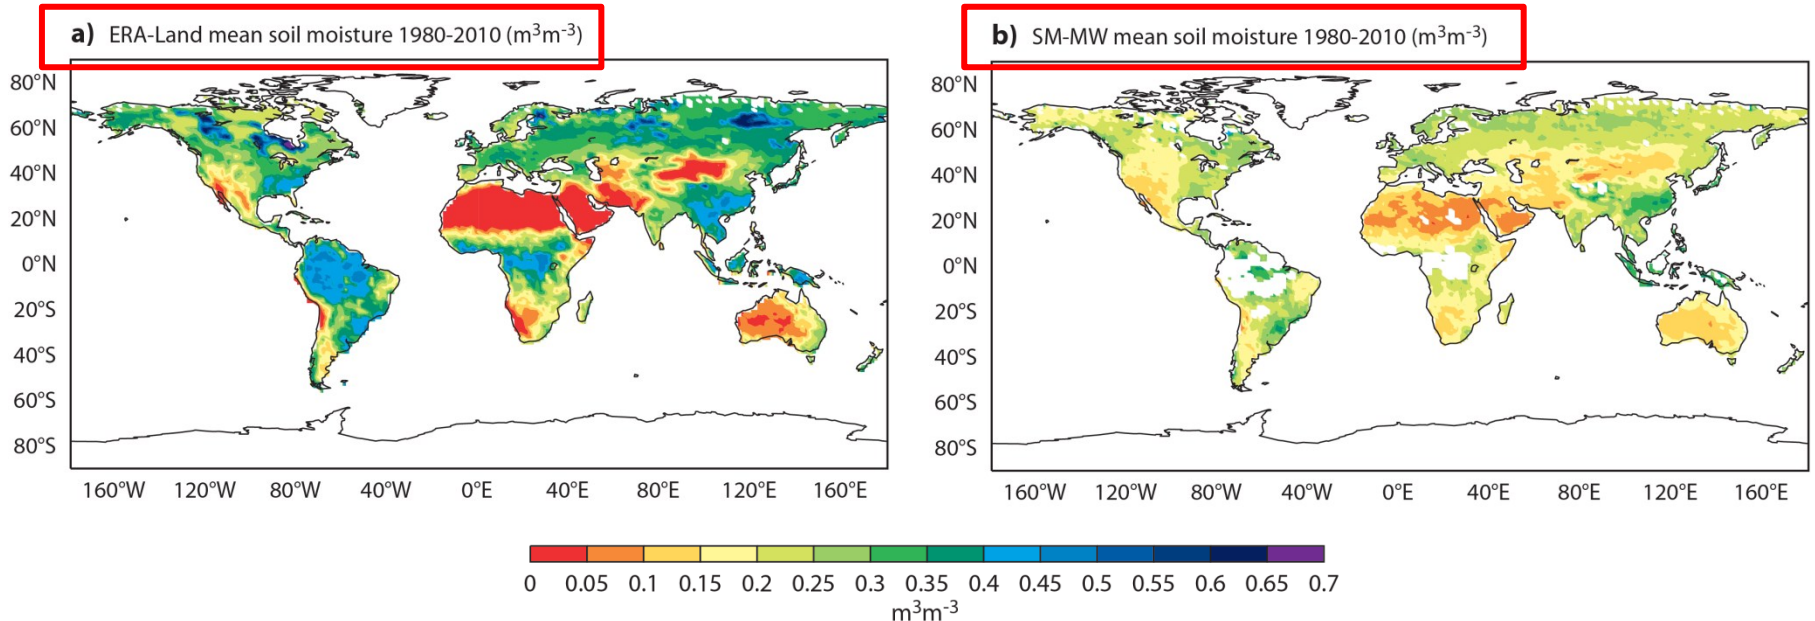 a) ERA-Land mean soil moisture 1980-2010 (m³m⁻³)
80°N
60°N
40°N
20°N
0°N
20°S
40°S
60°S
80°S
160°W 120°W 80°W 40°W 0°E 40°E 80°E 120°E 160°E
b) SM-MW mean soil moisture 1980-2010 (m³m⁻³)
80°N
60°N
40°N
20°N
0°N
20°S
40°S
60°S
80°S
160°W 120°W 80°W 40°W 0°E 40°E 80°E 120°E 160°E
0 0.05 0.1 0.15 0.2 0.25 0.3 0.35 0.4 0.45 0.5 0.55 0.6 0.65 0.7
m³m⁻³